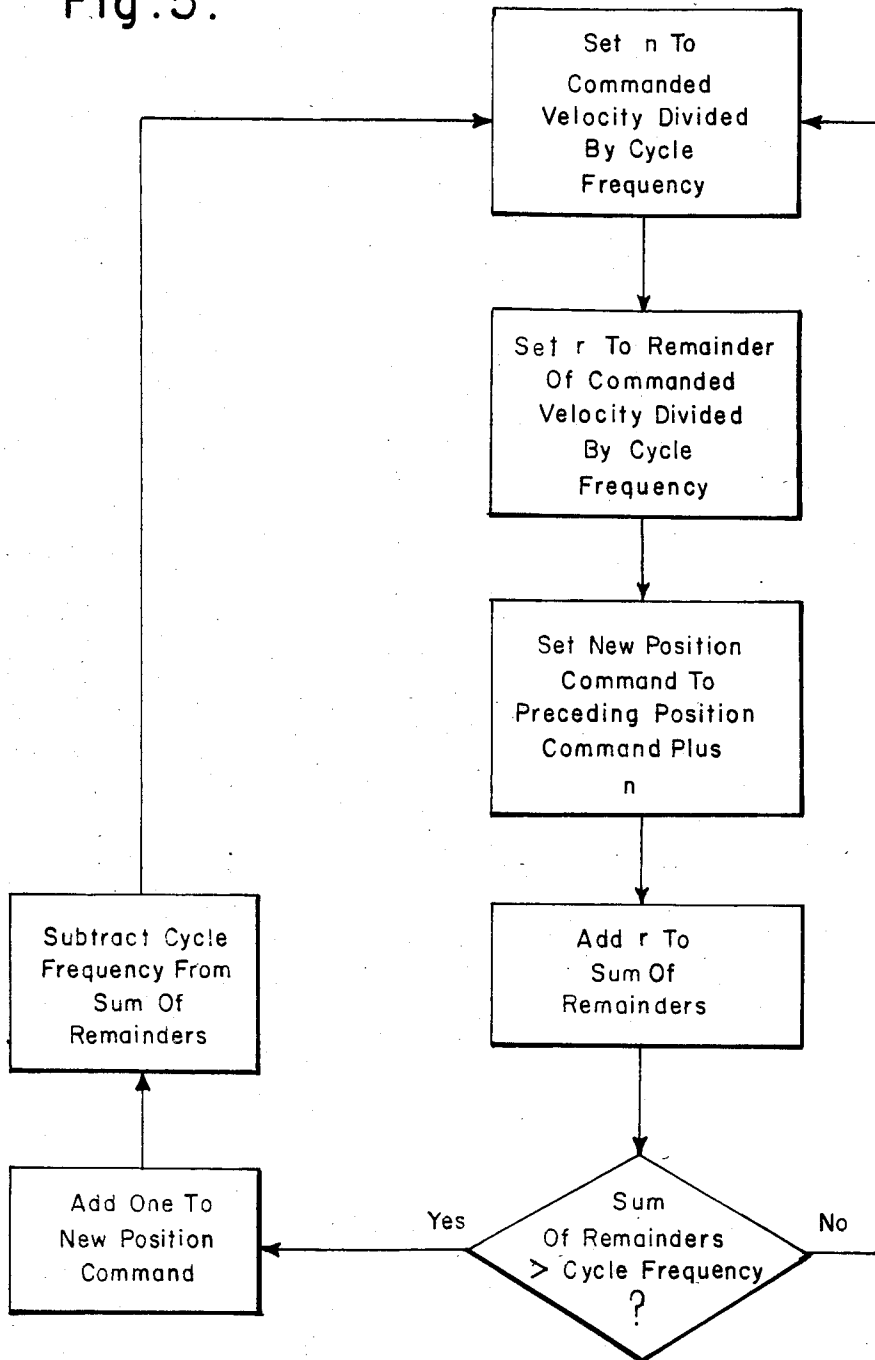 Fig.5.
Set n To
Commanded
Velocity Divided
By Cycle
Frequency
Set r To Remainder
Of Commanded
Velocity Divided
By Cycle
Frequency
Set New Position
Command To
Preceding Position
Command Plus
n
Add r To
Sum Of
Remainders
Sum
Of Remainders
> Cycle Frequency
?
Yes
No
Add One To
New Position
Command
Subtract Cycle
Frequency From
Sum Of
Remainders